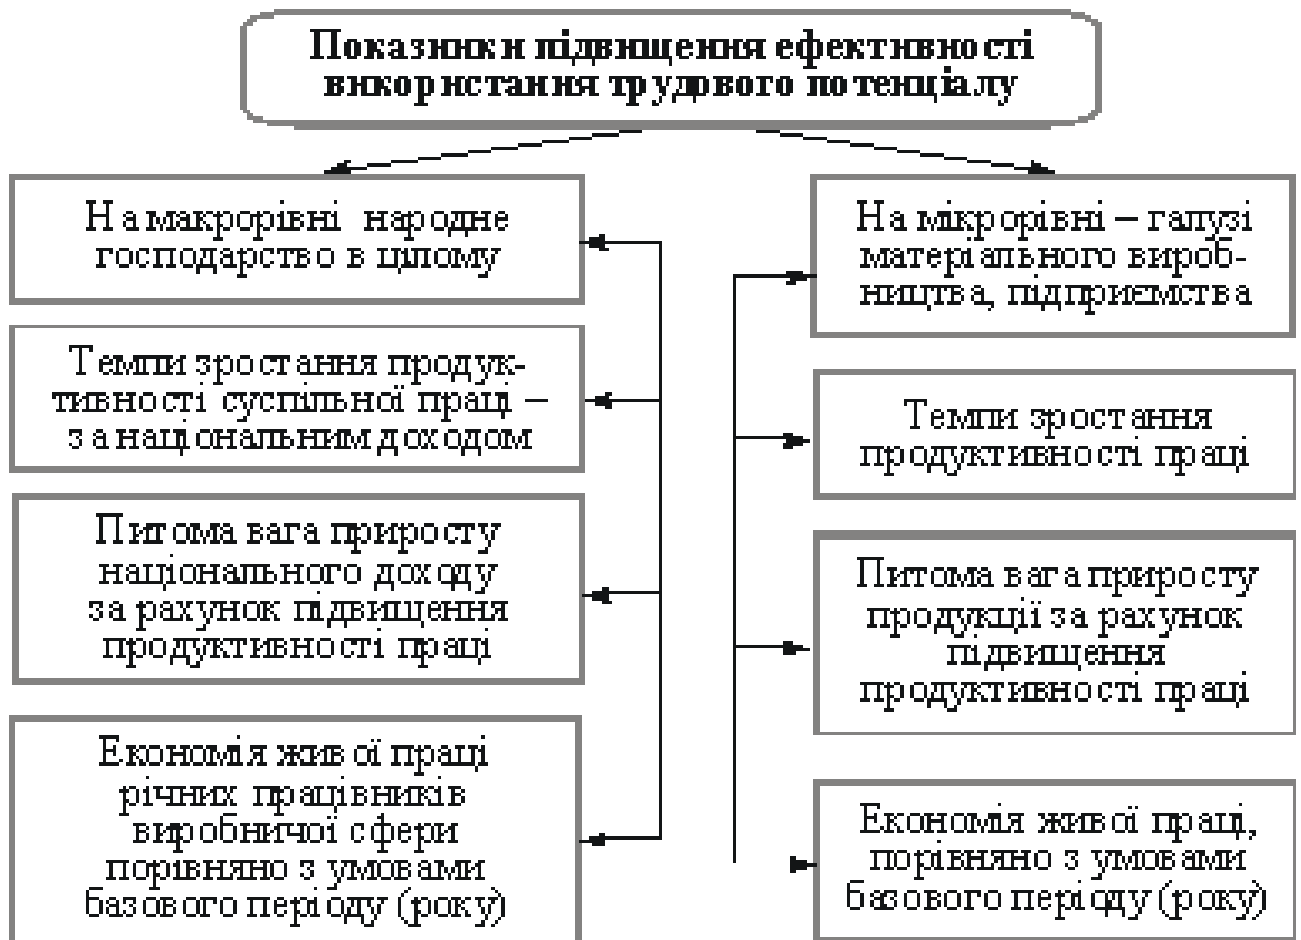 Показники підвищення ефективності
використання трудового потенціалу
На макрорівні народне
господарство в цілому
Темпи зростання продук-
тивності суспільної праці –
за національним доходом
Питома вага приросту
національного доходу
за рахунок підвищення
продуктивності праці
Економія живої праці
річних працівників
виробничої сфери
порівняно з умовами
базового періоду (року)
На мікрорівні – галузі
матеріального вироб-
ництва, підприємства
Темпи зростання
продуктивності праці
Питома вага приросту
продукції за рахунок
підвищення
продуктивності праці
Економія живої праці,
порівняно з умовами
базового періоду (року)